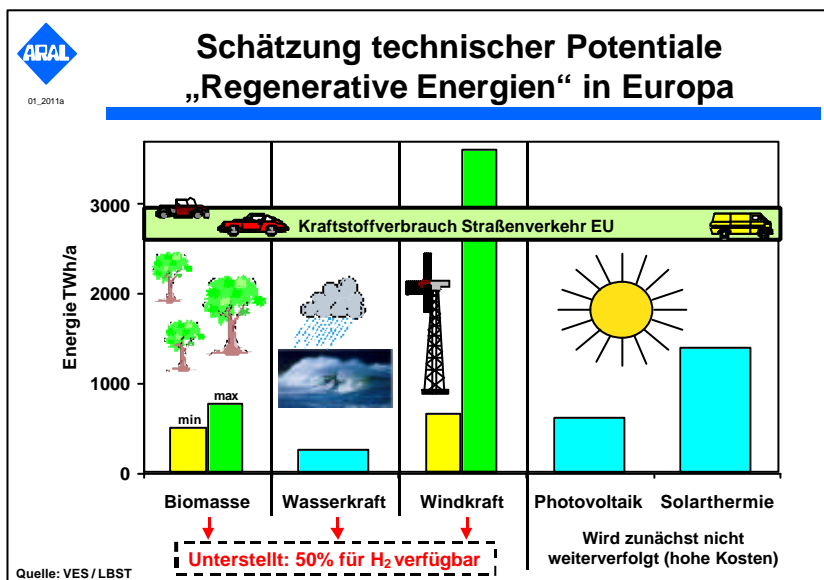 ARAL
01_2011a
Schätzung technischer Potentiale
„Regenerative Energien“ in Europa
Energie TWh/a
3000
2000
1000
0
Kraftstoffverbrauch Straßenverkehr EU
min
max
Biomasse
Wasserkraft
Windkraft
Photovoltaik
Solarthermie
Unterstellt: 50% für H₂ verfügbar
Wird zunächst nicht
weiterverfolgt (hohe Kosten)
Quelle: VES / LBST